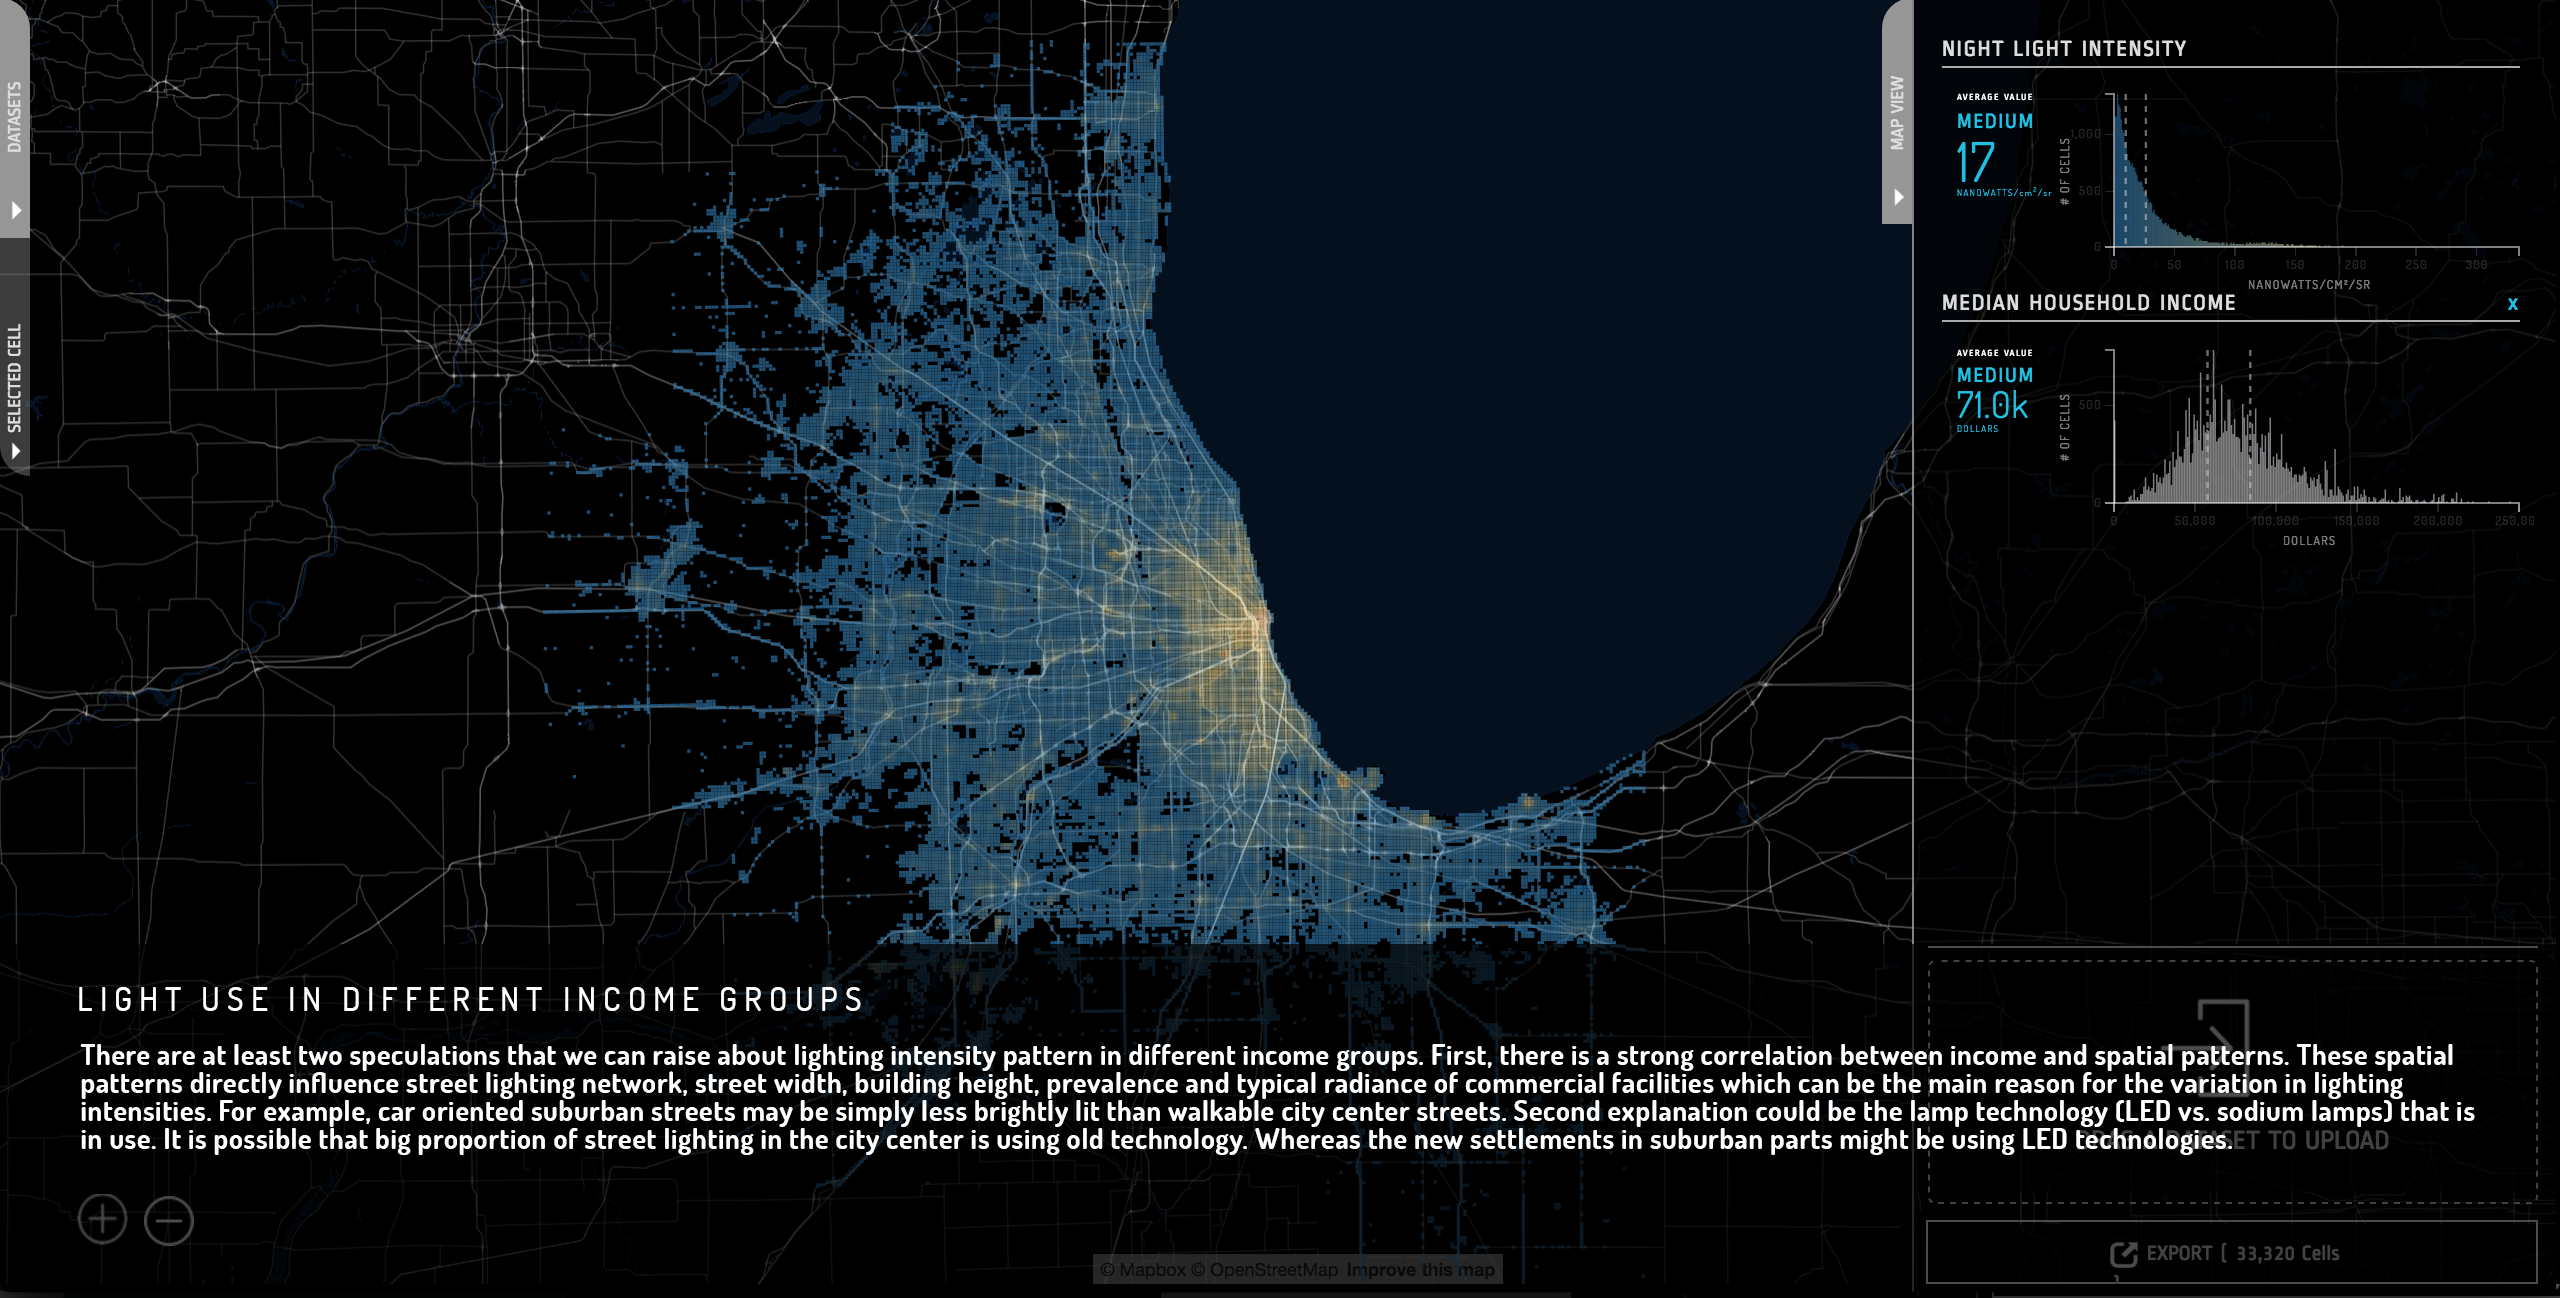 DATASETS
SELECTED CELL
MAP VIEW
NIGHT LIGHT INTENSITY
AVERAGE VALUE
MEDIUM
17
NANOWATTS/cm²/sr
# OF CELLS
1,000
500
0
0 50 100 150 200 250 300
NANOWATTS/CM²/SR
MEDIAN HOUSEHOLD INCOME X
AVERAGE VALUE
MEDIUM
71.0k
DOLLARS
# OF CELLS
500
0
0 50,000 100,000 150,000 200,000 250,00
DOLLARS
LIGHT USE IN DIFFERENT INCOME GROUPS
There are at least two speculations that we can raise about lighting intensity pattern in different income groups. First, there is a strong correlation between income and spatial patterns. These spatial
patterns directly influence street lighting network, street width, building height, prevalence and typical radiance of commercial facilities which can be the main reason for the variation in lighting
intensities. For example, car oriented suburban streets may be simply less brightly lit than walkable city center streets. Second explanation could be the lamp technology (LED vs. sodium lamps) that is
in use. It is possible that big proportion of street lighting in the city center is using old technology. Whereas the new settlements in suburban parts might be using LED technologies.
TO UPLOAD
EXPORT ( 33,320 Cells
)
© Mapbox © OpenStreetMap Improve this map